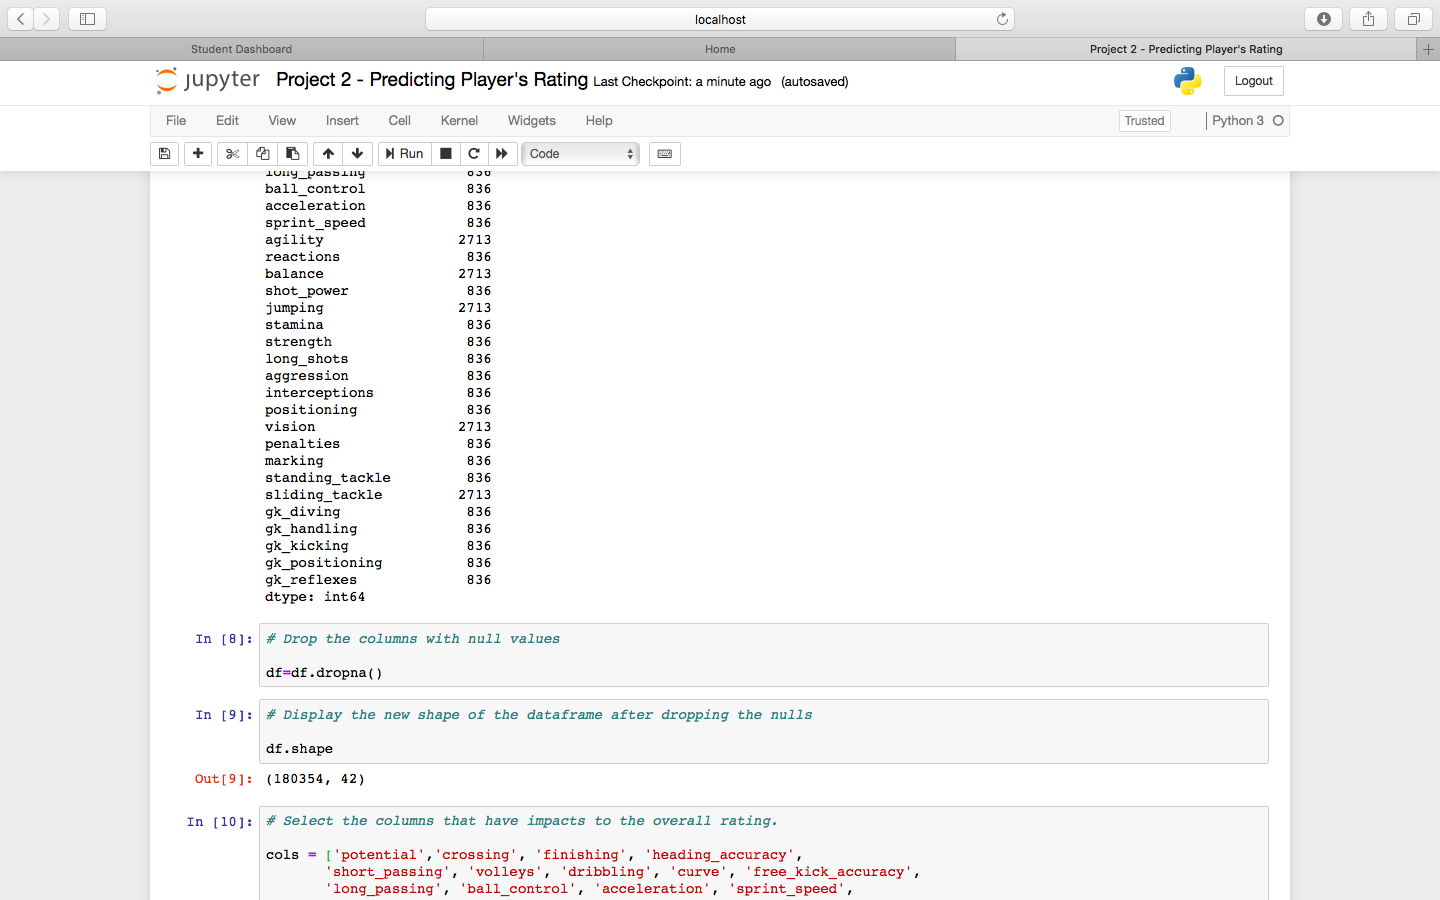 localhost
Student Dashboard
Home
Project 2 - Predicting Player's Rating
jupyter Project 2 - Predicting Player's Rating Last Checkpoint: a minute ago (autosaved)
Logout
File Edit View Insert Cell Kernel Widgets Help
Trusted
Python 3
Run
Code
long_passing 836
ball_control 836
acceleration 836
sprint_speed 836
agility 2713
reactions 836
balance 2713
shot_power 836
jumping 2713
stamina 836
strength 836
long_shots 836
aggression 836
interceptions 836
positioning 836
vision 2713
penalties 836
marking 836
standing_tackle 836
sliding_tackle 2713
gk_diving 836
gk_handling 836
gk_kicking 836
gk_positioning 836
gk_reflexes 836
dtype: int64
In [8]: # Drop the columns with null values
df=df.dropna()
In [9]: # Display the new shape of the dataframe after dropping the nulls
df.shape
Out[9]: (180354, 42)
In [10]: # Select the columns that have impacts to the overall rating.
cols = ['potential','crossing', 'finishing', 'heading_accuracy',
'short_passing', 'volleys', 'dribbling', 'curve', 'free_kick_accuracy',
'long_passing', 'ball_control', 'acceleration', 'sprint_speed',